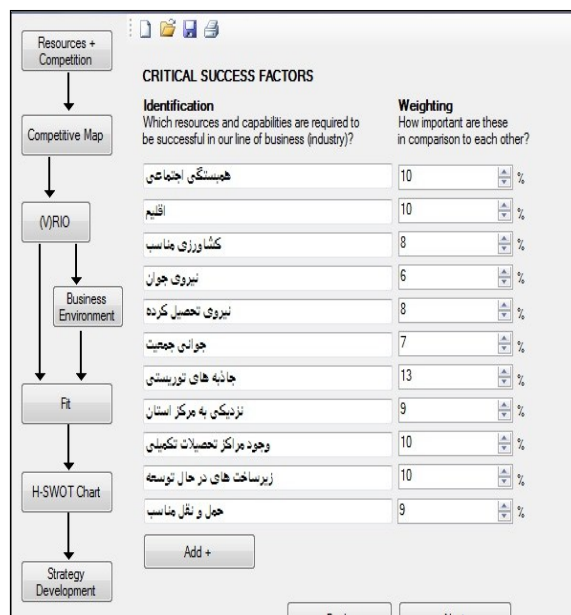 Resources +
Competition
Competitive Map
(V)RIO
Business
Environment
Fit
H-SWOT Chart
Strategy
Development
CRITICAL SUCCESS FACTORS
Identification
Which resources and capabilities are required to
be successful in our line of business (industry)?
Weighting
How important are these
in comparison to each other?
همبستگی اجتماعی 10 %
اقلیم 10 %
کشاورزی مناسب 8 %
نیروی جوان 6 %
نیروی تحصیل کرده 8 %
جوانی جمعیت 7 %
جاذبه های توریستی 13 %
نزدیکی به مرکز استان 9 %
وجود مراکز تحصیلات تکمیلی 10 %
زیرساخت های در حال توسعه 10 %
حمل و نقل مناسب 9 %
Add +